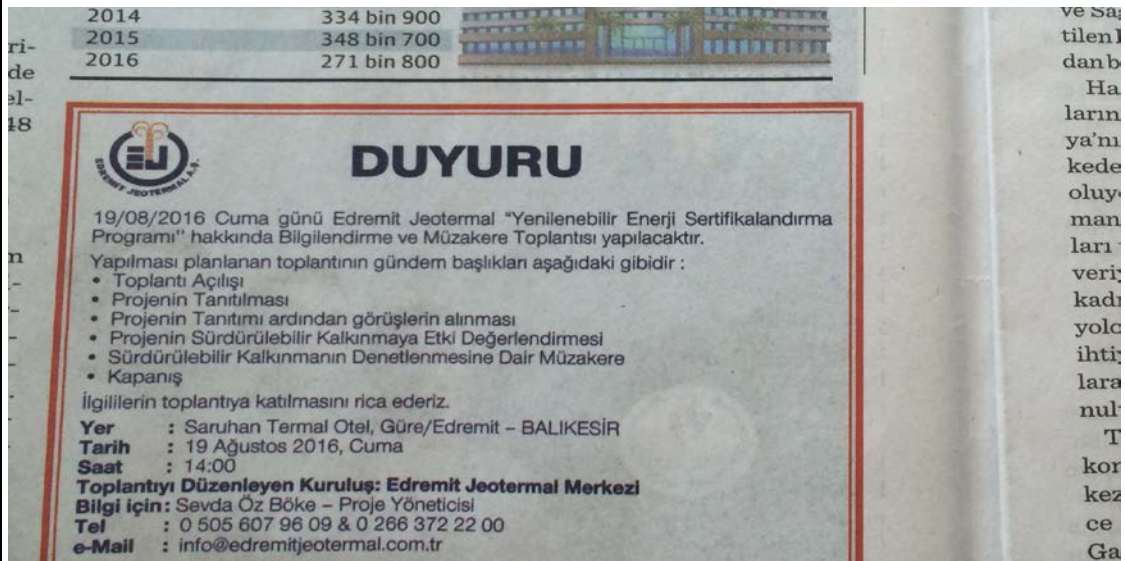 2014 334 bin 900
2015 348 bin 700
2016 271 bin 800
48
EJ
EDREMİT JEOTERMAL A.Ş.
DUYURU
19/08/2016 Cuma günü Edremit Jeotermal "Yenilenebilir Enerji Sertifikalandırma
Programı" hakkında Bilgilendirme ve Müzakere Toplantısı yapılacaktır.
Yapılması planlanan toplantının gündem başlıkları aşağıdaki gibidir :
• Toplantı Açılışı
• Projenin Tanıtılması
• Projenin Tanıtımı ardından görüşlerin alınması
• Projenin Sürdürülebilir Kalkınmaya Etki Değerlendirmesi
• Sürdürülebilir Kalkınmanın Denetlenmesine Dair Müzakere
• Kapanış
İlgililerin toplantıya katılmasını rica ederiz.
Yer : Saruhan Termal Otel, Güre/Edremit – BALIKESİR
Tarih : 19 Ağustos 2016, Cuma
Saat : 14:00
Toplantıyı Düzenleyen Kuruluş: Edremit Jeotermal Merkezi
Bilgi için: Sevda Öz Böke – Proje Yöneticisi
Tel : 0 505 607 96 09 & 0 266 372 22 00
e-Mail : info@edremitjeotermal.com.tr